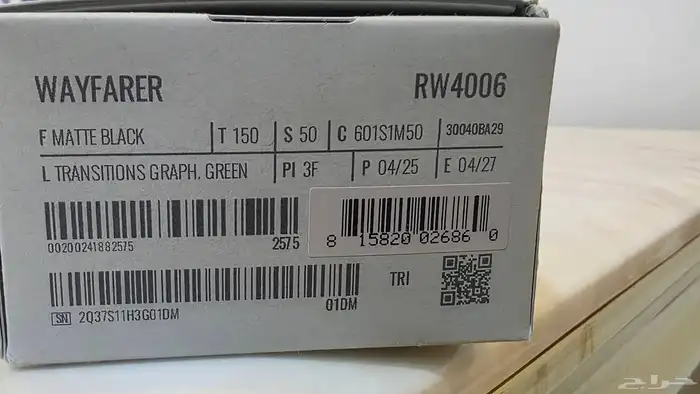 WAYFARER RW4006
F MATTE BLACK T 150 S 50 C 601S1M50 30040BA29
L TRANSITIONS GRAPH. GREEN PI 3F P 04/25 E 04/27
00200241882575 2575
8 15820 02686 0
TRI
01DM
SN 2Q37S11H3G01DM
حراج